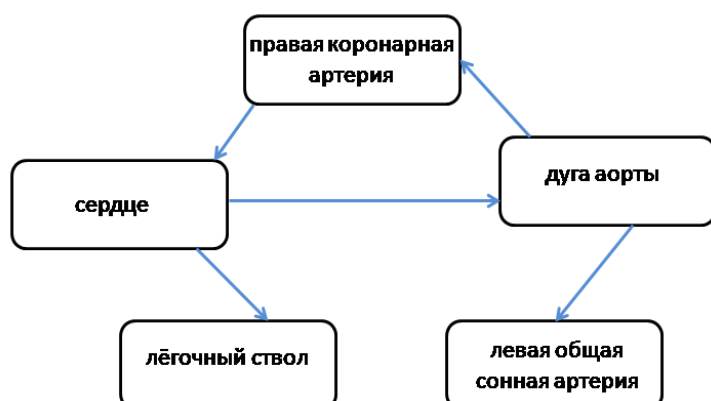 правая коронарная
артерия
сердце
дуга аорты
лёгочный ствол
левая общая
сонная артерия